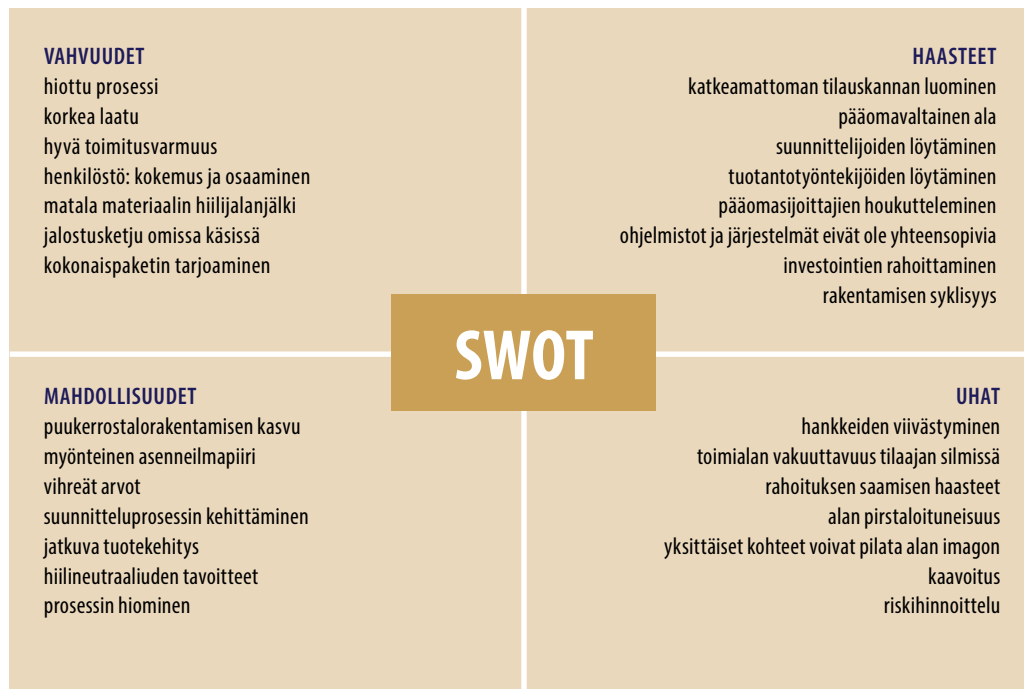 VAHVUUDET
hiottu prosessi
korkea laatu
hyvä toimitusvarmuus
henkilöstö: kokemus ja osaaminen
matala materiaalin hiilijalanjälki
jalostusketju omissa käsissä
kokonaispaketin tarjoaminen
HAASTEET
katkeamattoman tilauskannan luominen
pääomavaltainen ala
suunnittelijoiden löytäminen
tuotantotyöntekijöiden löytäminen
pääomasijoittajien houkutteleminen
ohjelmistot ja järjestelmät eivät ole yhteensopivia
investointien rahoittaminen
rakentamisen syklisyys
SWOT
MAHDOLLISUUDET
puukerrostalorakentamisen kasvu
myönteinen asenneilmapiiri
vihreät arvot
suunnitteluprosessin kehittäminen
jatkuva tuotekehitys
hiilineutraaliuden tavoitteet
prosessin hiominen
UHAT
hankkeiden viivästyminen
toimialan vakuuttavuus tilaajan silmissä
rahoituksen saamisen haasteet
alan pirstaloituneisuus
yksittäiset kohteet voivat pilata alan imagon
kaavoitus
riskihinnoittelu